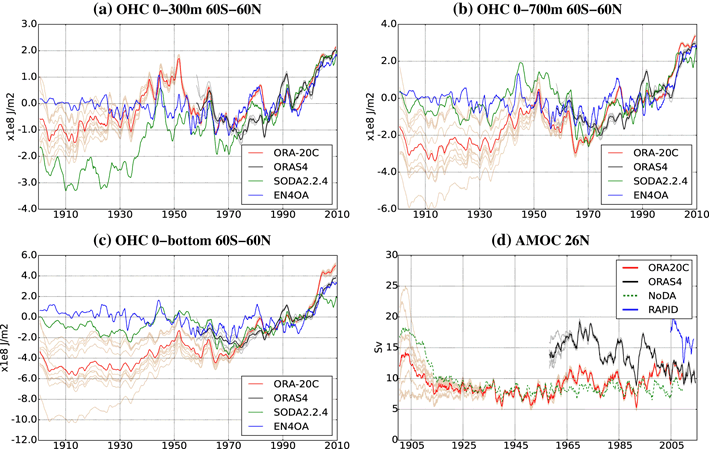 (a) OHC 0-300m 60S-60N
3.0
2.0
1.0
0.0
-1.0
-2.0
-3.0
-4.0
x1e8 J/m2
ORA-20C
ORAS4
SODA2.2.4
EN4OA
1910 1930 1950 1970 1990 2010
(b) OHC 0-700m 60S-60N
4.0
2.0
0.0
-2.0
-4.0
-6.0
x1e8 J/m2
ORA-20C
ORAS4
SODA2.2.4
EN4OA
1910 1930 1950 1970 1990 2010
(c) OHC 0-bottom 60S-60N
6.0
4.0
2.0
0.0
-2.0
-4.0
-6.0
-8.0
-10.0
-12.0
x1e8 J/m2
ORA-20C
ORAS4
SODA2.2.4
EN4OA
1910 1930 1950 1970 1990 2010
(d) AMOC 26N
30
25
20
15
10
5
0
Sv
ORA20C
ORAS4
NoDA
RAPID
1905 1925 1945 1965 1985 2005